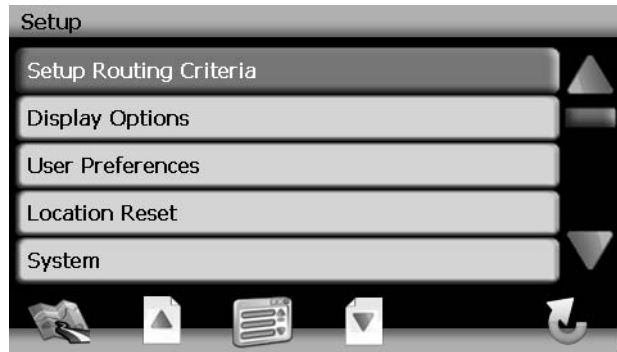 Setup
Setup Routing Criteria
Display Options
User Preferences
Location Reset
System